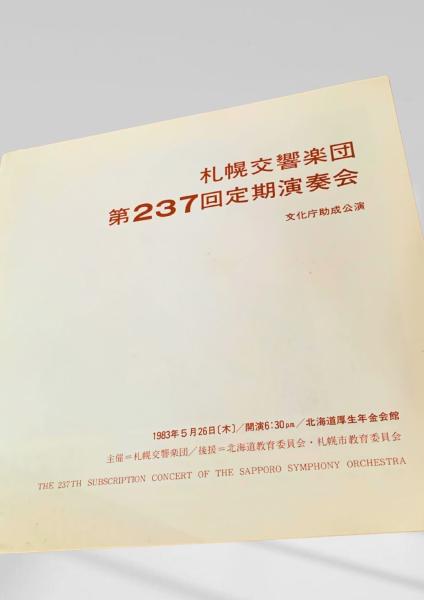 札幌交響楽団
第237回定期演奏会
文化庁助成公演
1983年5月26日〔木〕／開演6:30pm／北海道厚生年金会館
主催＝札幌交響楽団／後援＝北海道教育委員会・札幌市教育委員会
THE 237TH SUBSCRIPTION CONCERT OF THE SAPPORO SYMPHONY ORCHESTRA